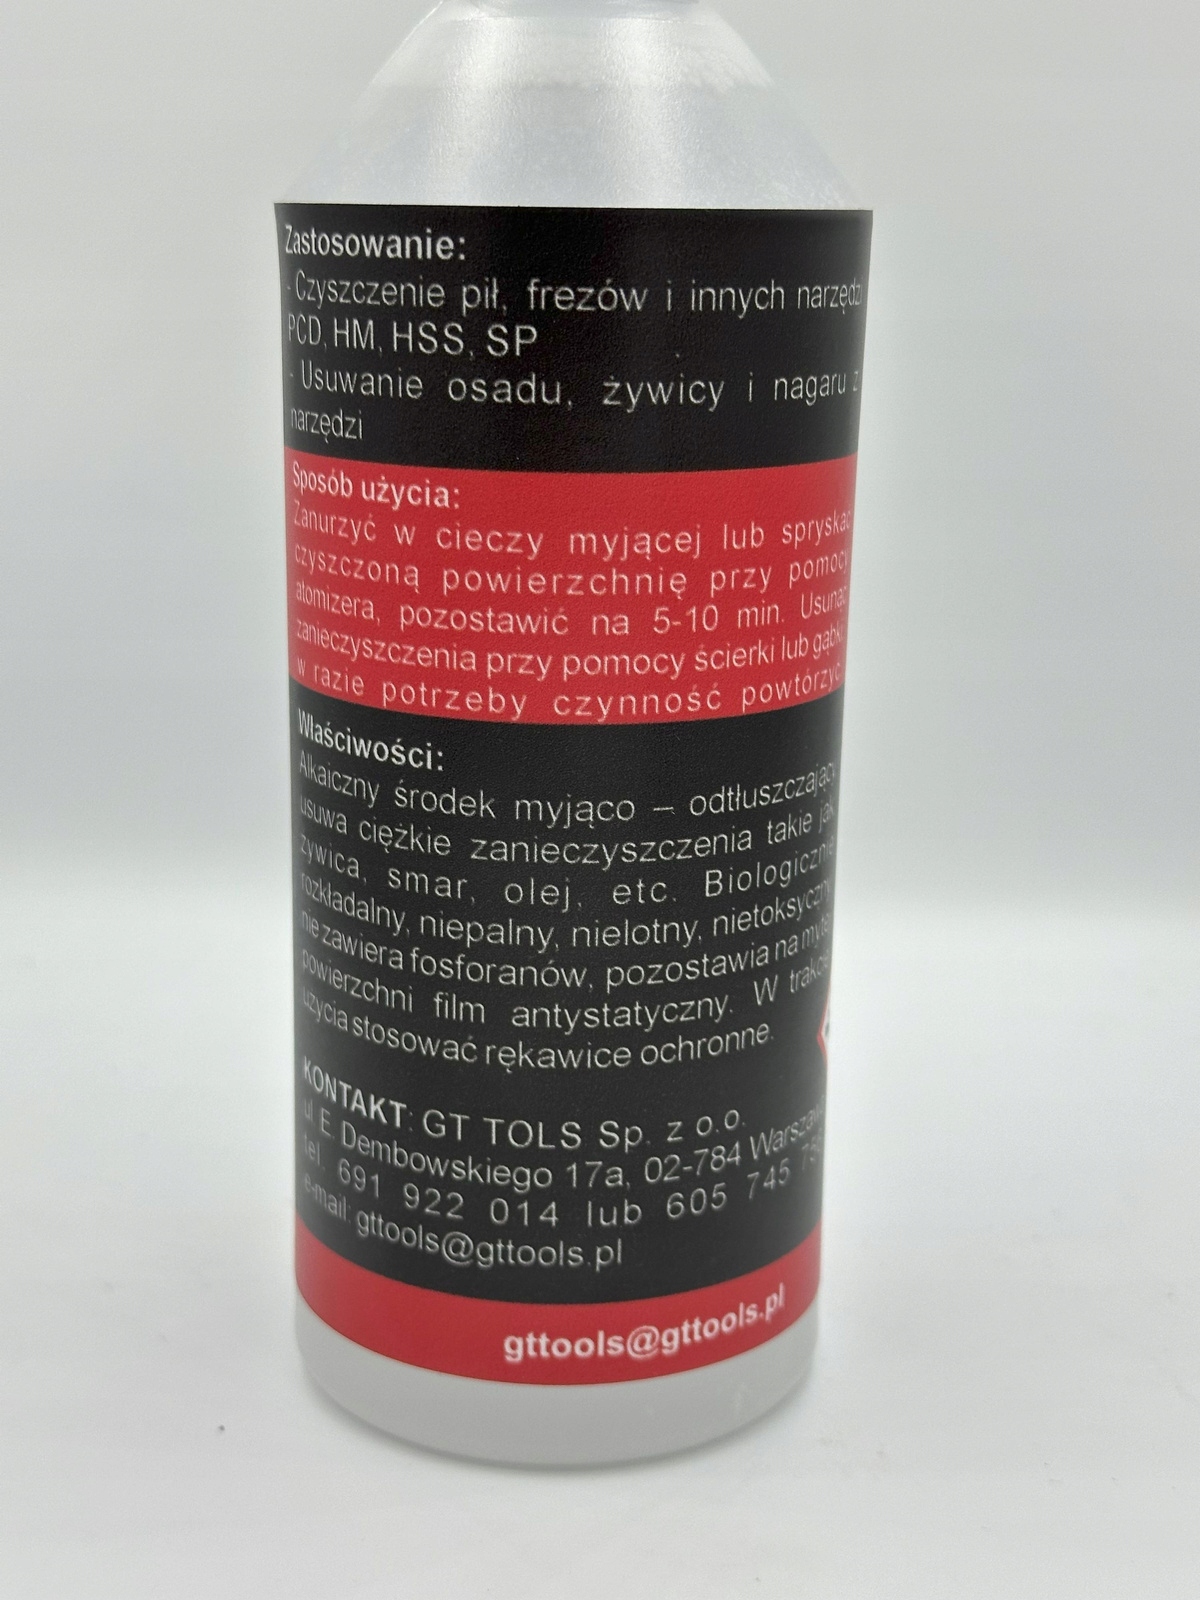 Zastosowanie:
- Czyszczenie pił, frezów i innych narzędzi
PCD, HM, HSS, SP
- Usuwanie osadu, żywicy i nagaru z
narzędzi
Sposób użycia:
Zanurzyć w cieczy myjącej lub spryskać
czyszczoną powierzchnię przy pomocy
atomizera, pozostawić na 5-10 min. Usunąć
zanieczyszczenia przy pomocy ścierki lub gąbki
w razie potrzeby czynność powtórzyć.
Właściwości:
Alkaiczny środek myjąco – odtłuszczający
usuwa ciężkie zanieczyszczenia takie jak
żywica, smar, olej, etc. Biologicznie
rozkładalny, niepalny, nielotny, nietoksyczny
nie zawiera fosforanów, pozostawia na mytej
powierzchni film antystatyczny. W trakcie
użycia stosować rękawice ochronne.
KONTAKT: GT TOLS Sp. z o.o.
ul. E. Dembowskiego 17a, 02-784 Warszawa
tel. 691 922 014 lub 605 745
e-mail: gttools@gttools.pl
gttools@gttools.pl